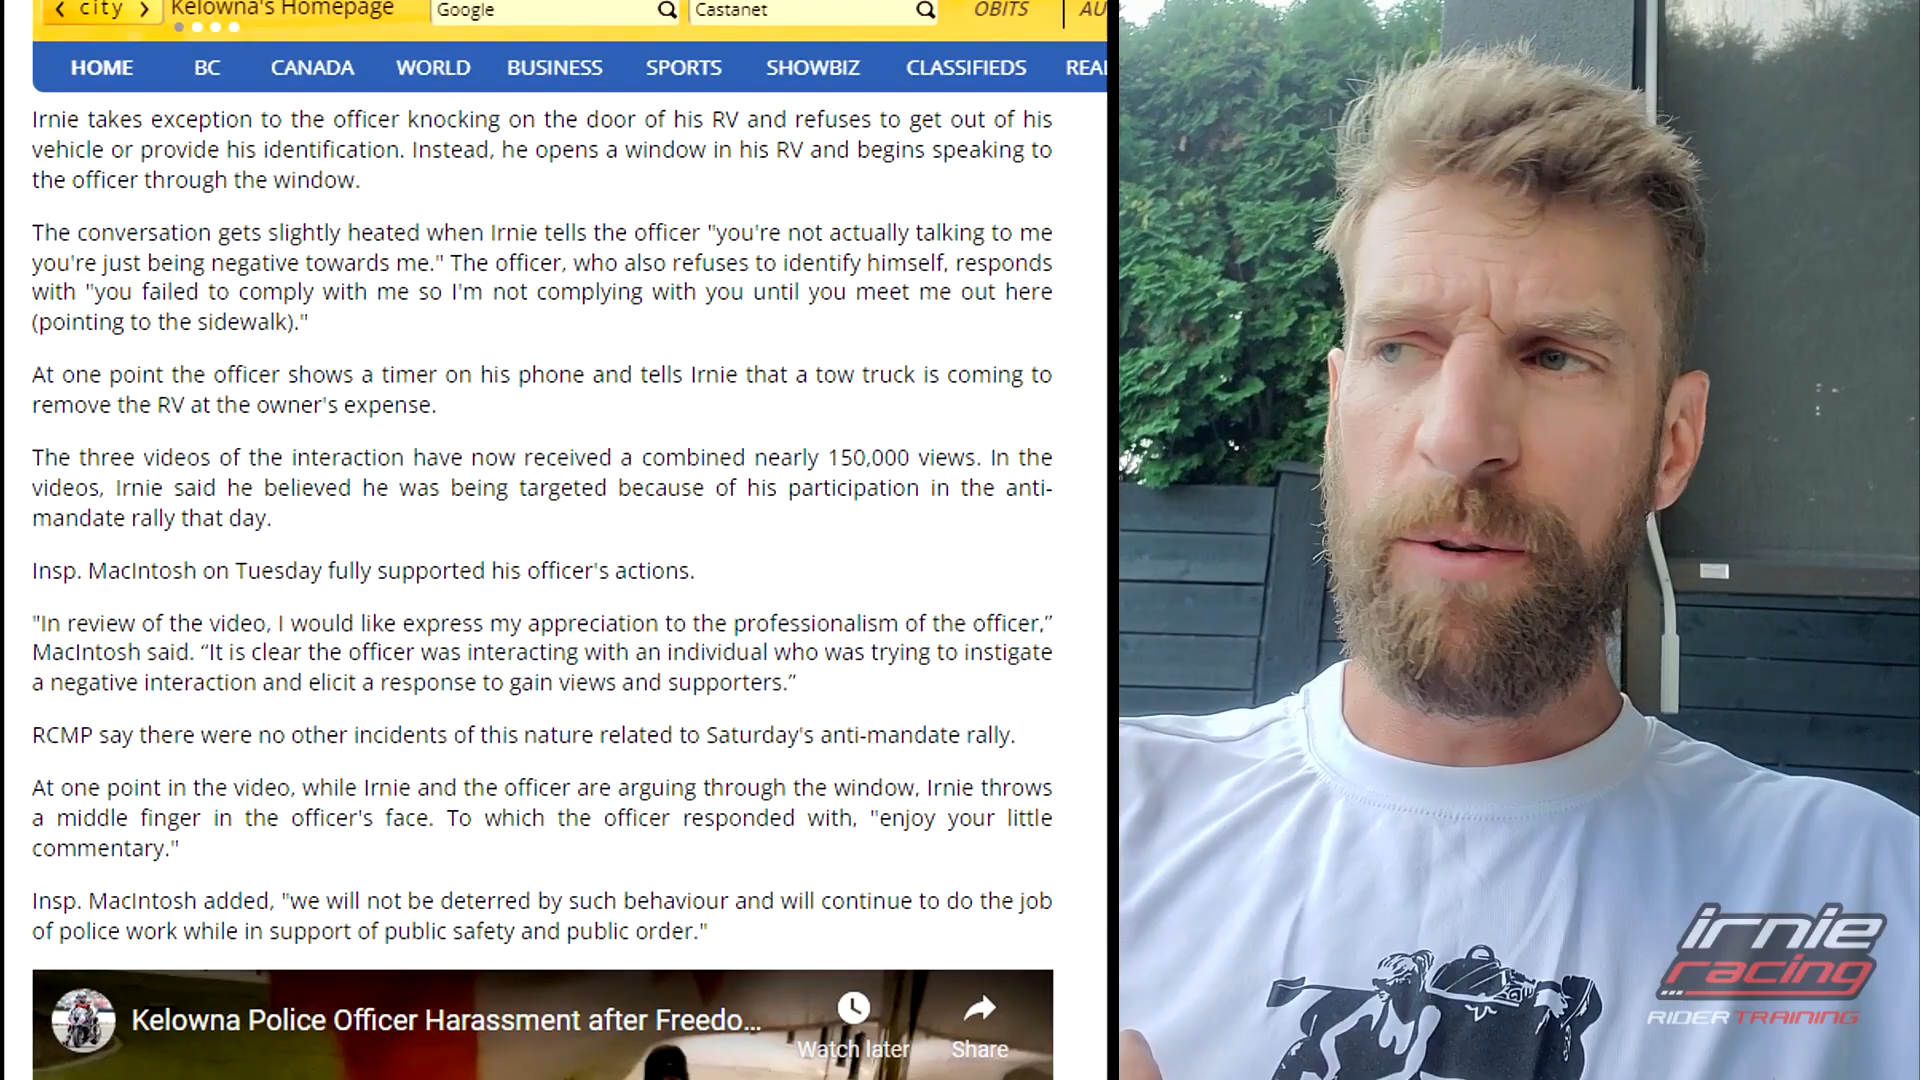 city
Kelowna's Homepage
Google
Castanet
OBITS
AU
HOME BC CANADA WORLD BUSINESS SPORTS SHOWBIZ CLASSIFIEDS REAL
Irnie takes exception to the officer knocking on the door of his RV and refuses to get out of his
vehicle or provide his identification. Instead, he opens a window in his RV and begins speaking to
the officer through the window.
The conversation gets slightly heated when Irnie tells the officer "you're not actually talking to me
you're just being negative towards me." The officer, who also refuses to identify himself, responds
with "you failed to comply with me so I'm not complying with you until you meet me out here
(pointing to the sidewalk)."
At one point the officer shows a timer on his phone and tells Irnie that a tow truck is coming to
remove the RV at the owner's expense.
The three videos of the interaction have now received a combined nearly 150,000 views. In the
videos, Irnie said he believed he was being targeted because of his participation in the anti-
mandate rally that day.
Insp. MacIntosh on Tuesday fully supported his officer's actions.
"In review of the video, I would like express my appreciation to the professionalism of the officer,”
MacIntosh said. “It is clear the officer was interacting with an individual who was trying to instigate
a negative interaction and elicit a response to gain views and supporters.”
RCMP say there were no other incidents of this nature related to Saturday's anti-mandate rally.
At one point in the video, while Irnie and the officer are arguing through the window, Irnie throws
a middle finger in the officer's face. To which the officer responded with, "enjoy your little
commentary."
Insp. MacIntosh added, "we will not be deterred by such behaviour and will continue to do the job
of police work while in support of public safety and public order."
Kelowna Police Officer Harassment after Freedo...
Watch later
Share
irnie
racing
RIDER TRAINING